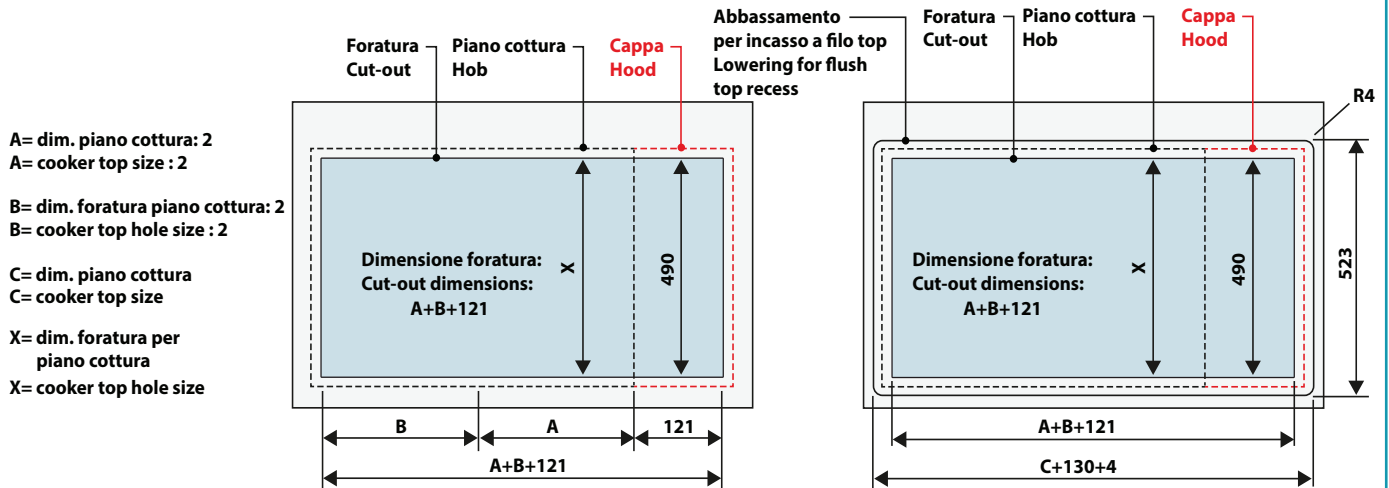 A= dim. piano cottura: 2
A= cooker top size : 2
B= dim. foratura piano cottura: 2
B= cooker top hole size : 2
C= dim. piano cottura
C= cooker top size
X= dim. foratura per
piano cottura
X= cooker top hole size
Foratura
Cut-out
Piano cottura
Hob
Cappa
Hood
Dimensione foratura:
Cut-out dimensions:
A+B+121
X
490
B
A
121
A+B+121
Abbassamento
per incasso a filo top
Lowering for flush
top recess
Foratura
Cut-out
Piano cottura
Hob
Cappa
Hood
R4
Dimensione foratura:
Cut-out dimensions:
A+B+121
X
490
523
A+B+121
C+130+4